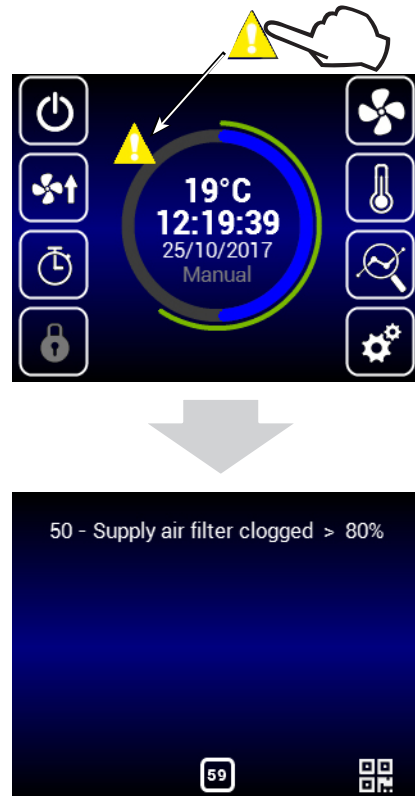 19°C
12:19:39
25/10/2017
Manual
50 - Supply air filter clogged > 80%
59